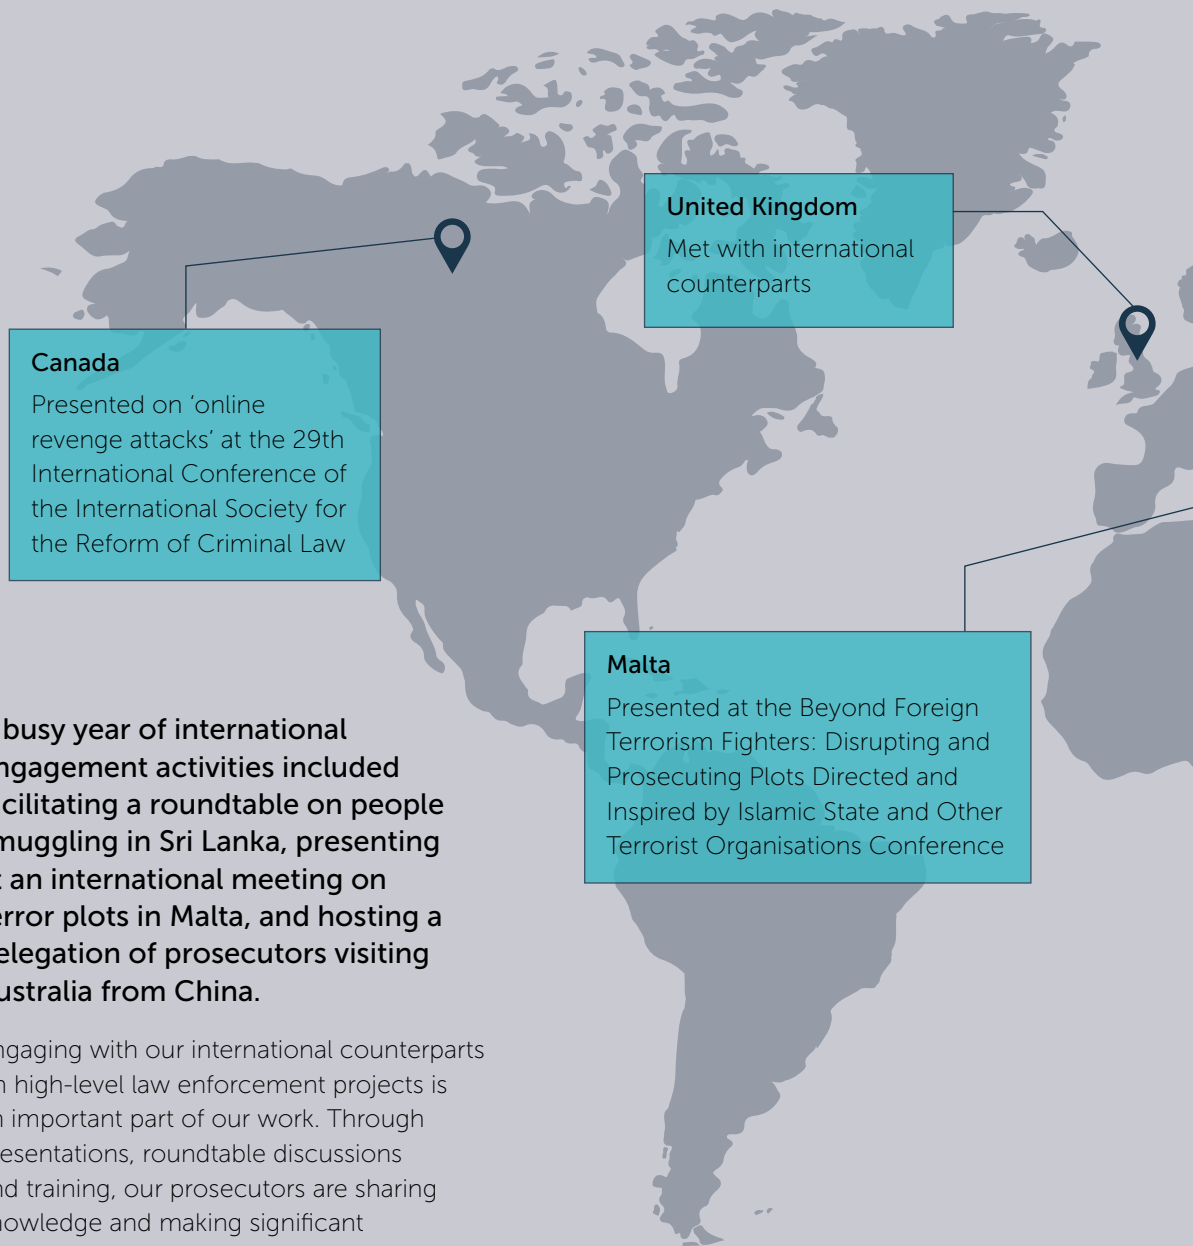 United Kingdom
Met with international
counterparts
Canada
Presented on ‘online
revenge attacks’ at the 29th
International Conference of
the International Society for
the Reform of Criminal Law
Malta
Presented at the Beyond Foreign
Terrorism Fighters: Disrupting and
Prosecuting Plots Directed and
Inspired by Islamic State and Other
Terrorist Organisations Conference
busy year of international
ngagement activities included
acilitating a roundtable on people
muggling in Sri Lanka, presenting
t an international meeting on
error plots in Malta, and hosting a
elegation of prosecutors visiting
ustralia from China.
ngaging with our international counterparts
n high-level law enforcement projects is
n important part of our work. Through
resentations, roundtable discussions
nd training, our prosecutors are sharing
nowledge and making significant